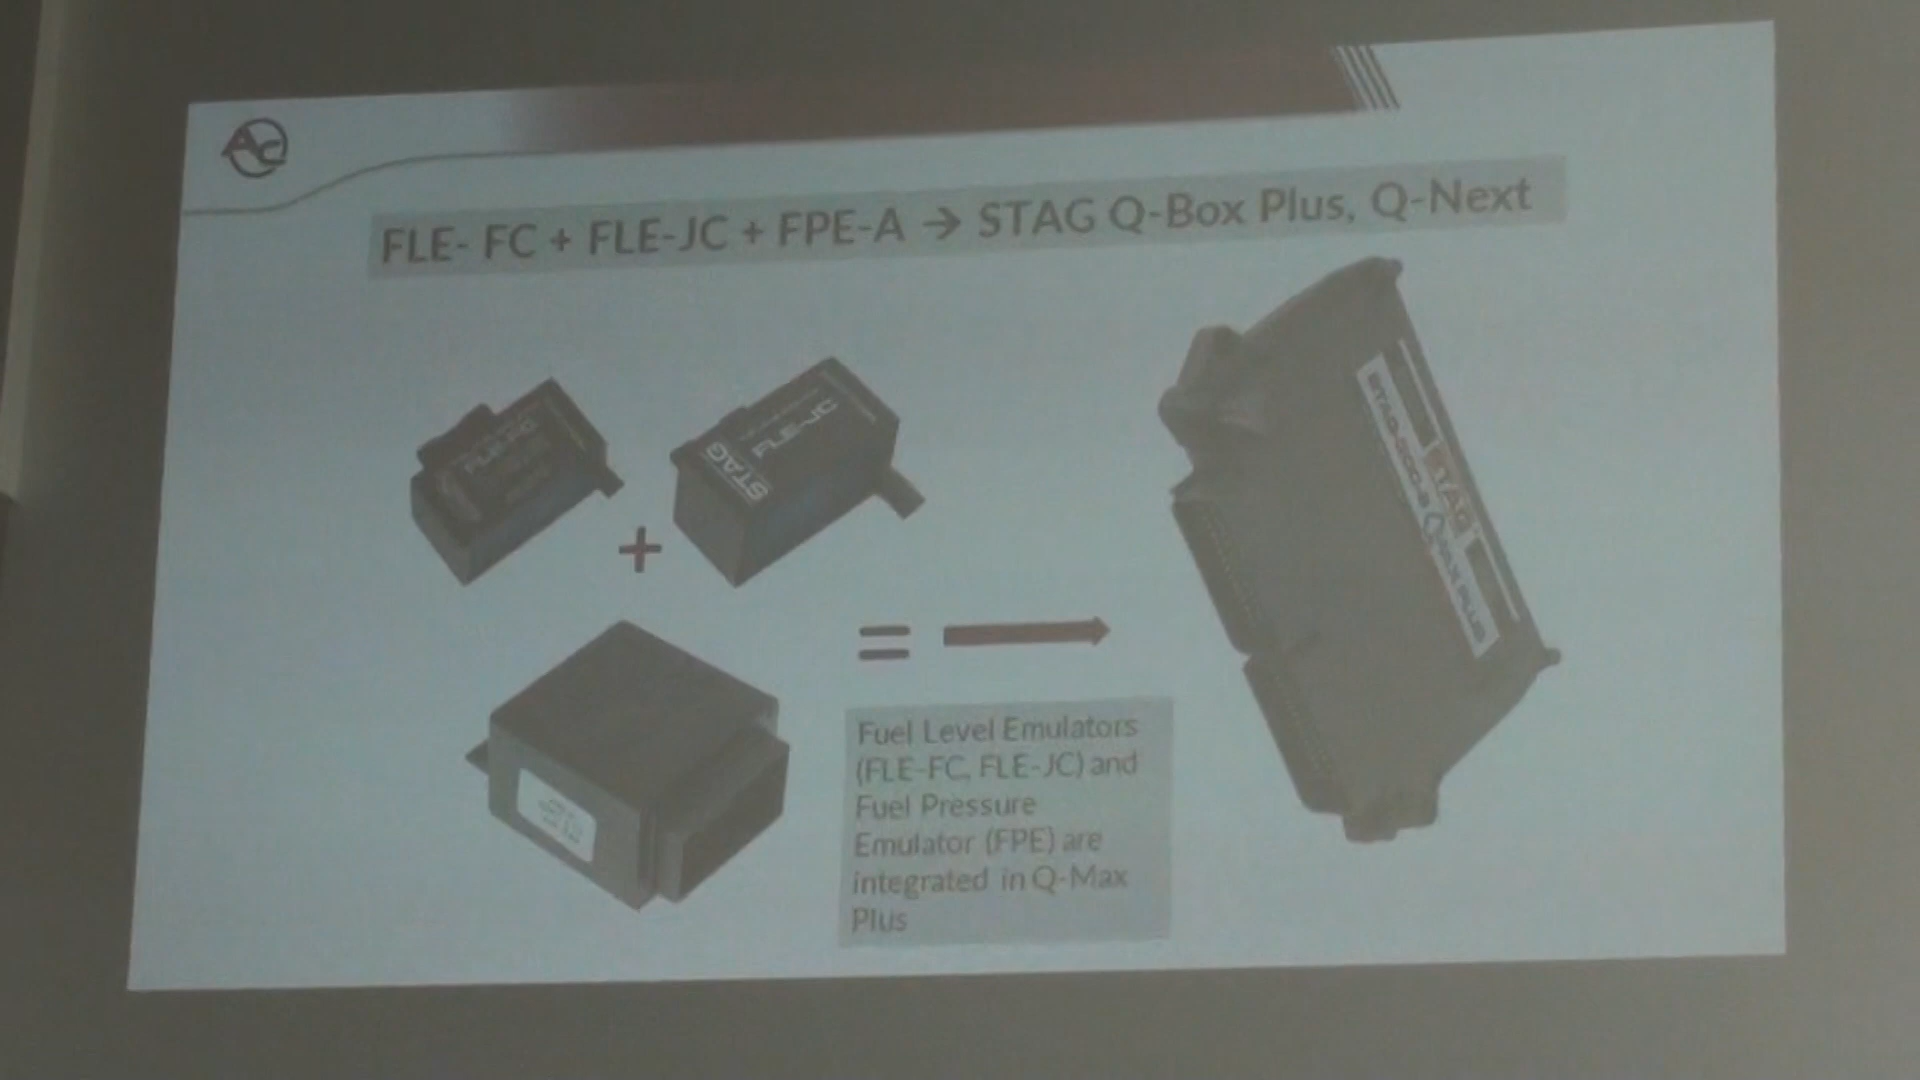 AC
FLE- FC + FLE-JC + FPE-A → STAG Q-Box Plus, Q-Next
STAG
FLE-JC
+
=
STAG
Fuel Level Emulators
(FLE-FC, FLE-JC) and
Fuel Pressure
Emulator (FPE) are
integrated in Q-Max
Plus